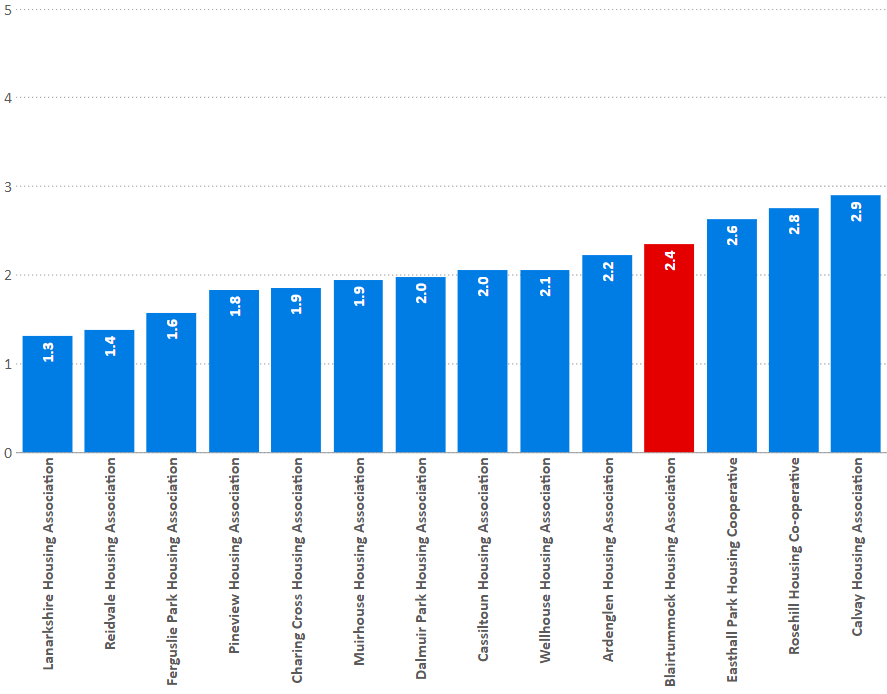 5
4
3
2
1
0
1.3
1.4
1.6
1.8
1.9
1.9
2.0
2.0
2.1
2.2
2.4
2.6
2.8
2.9
Lanarkshire Housing Association
Reidvale Housing Association
Ferguslie Park Housing Association
Pineview Housing Association
Charing Cross Housing Association
Muirhouse Housing Association
Dalmuir Park Housing Association
Cassiltoun Housing Association
Wellhouse Housing Association
Ardenglen Housing Association
Blairtummock Housing Association
Easthall Park Housing Cooperative
Rosehill Housing Co-operative
Calvay Housing Association